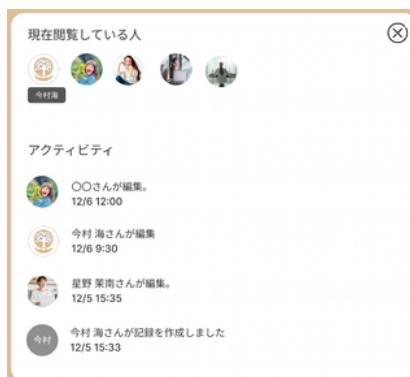 現在閲覧している人
今村海
アクティビティ
〇〇さんが編集。
12/6 12:00
今村 海さんが編集
12/6 9:30
星野 茉南さんが編集。
12/5 15:35
今村
今村 海さんが記録を作成しました
12/5 15:33